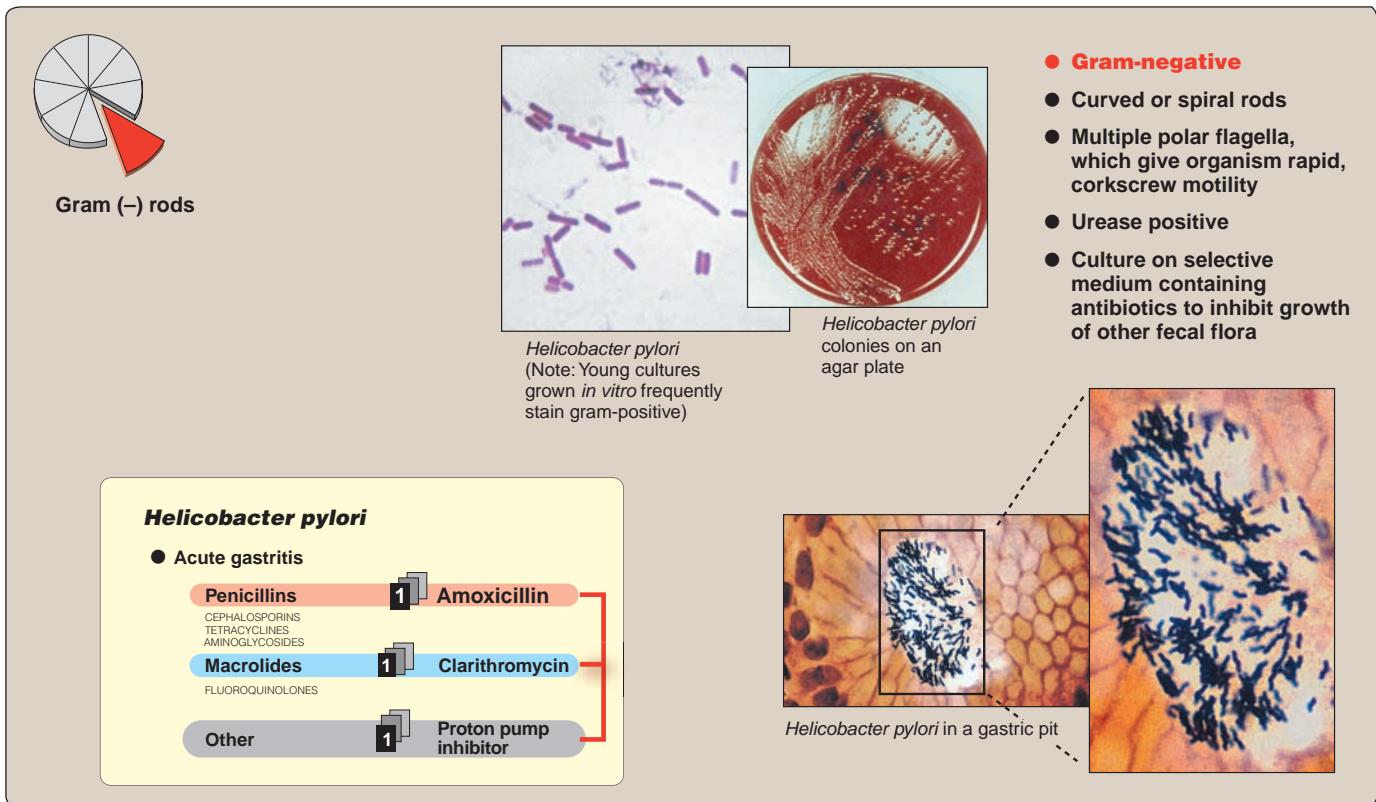 Gram (–) rods
Helicobacter pylori
(Note: Young cultures
grown in vitro frequently
stain gram-positive)
Helicobacter pylori
colonies on an
agar plate
● Gram-negative
● Curved or spiral rods
● Multiple polar flagella,
which give organism rapid,
corkscrew motility
● Urease positive
● Culture on selective
medium containing
antibiotics to inhibit growth
of other fecal flora
Helicobacter pylori
● Acute gastritis
Penicillins 1 Amoxicillin
CEPHALOSPORINS
TETRACYCLINES
AMINOGLYCOSIDES
Macrolides 1 Clarithromycin
FLUOROQUINOLONES
Other 1 Proton pump
inhibitor
Helicobacter pylori in a gastric pit